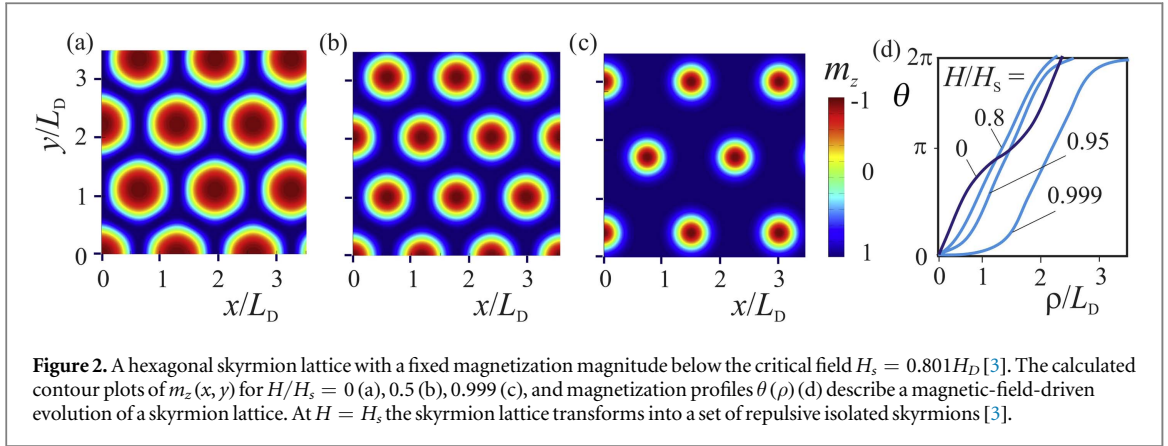 (a)
(b)
(c)
(d)
y/L_D
3
2
1
0
0 1 2 3
x/L_D
0 1 2 3
x/L_D
x/L_D
0 1 2 3
m_z
-1
0
1
θ
2π
π
0
H/H_s =
0.8
0
0.95
0.999
0 1 2 3
ρ/L_D
Figure 2. A hexagonal skyrmion lattice with a fixed magnetization magnitude below the critical field H_s = 0.801H_D [3]. The calculated
contour plots of m_z(x, y) for H/H_s = 0 (a), 0.5 (b), 0.999 (c), and magnetization profiles θ(ρ) (d) describe a magnetic-field-driven
evolution of a skyrmion lattice. At H = H_s the skyrmion lattice transforms into a set of repulsive isolated skyrmions [3].